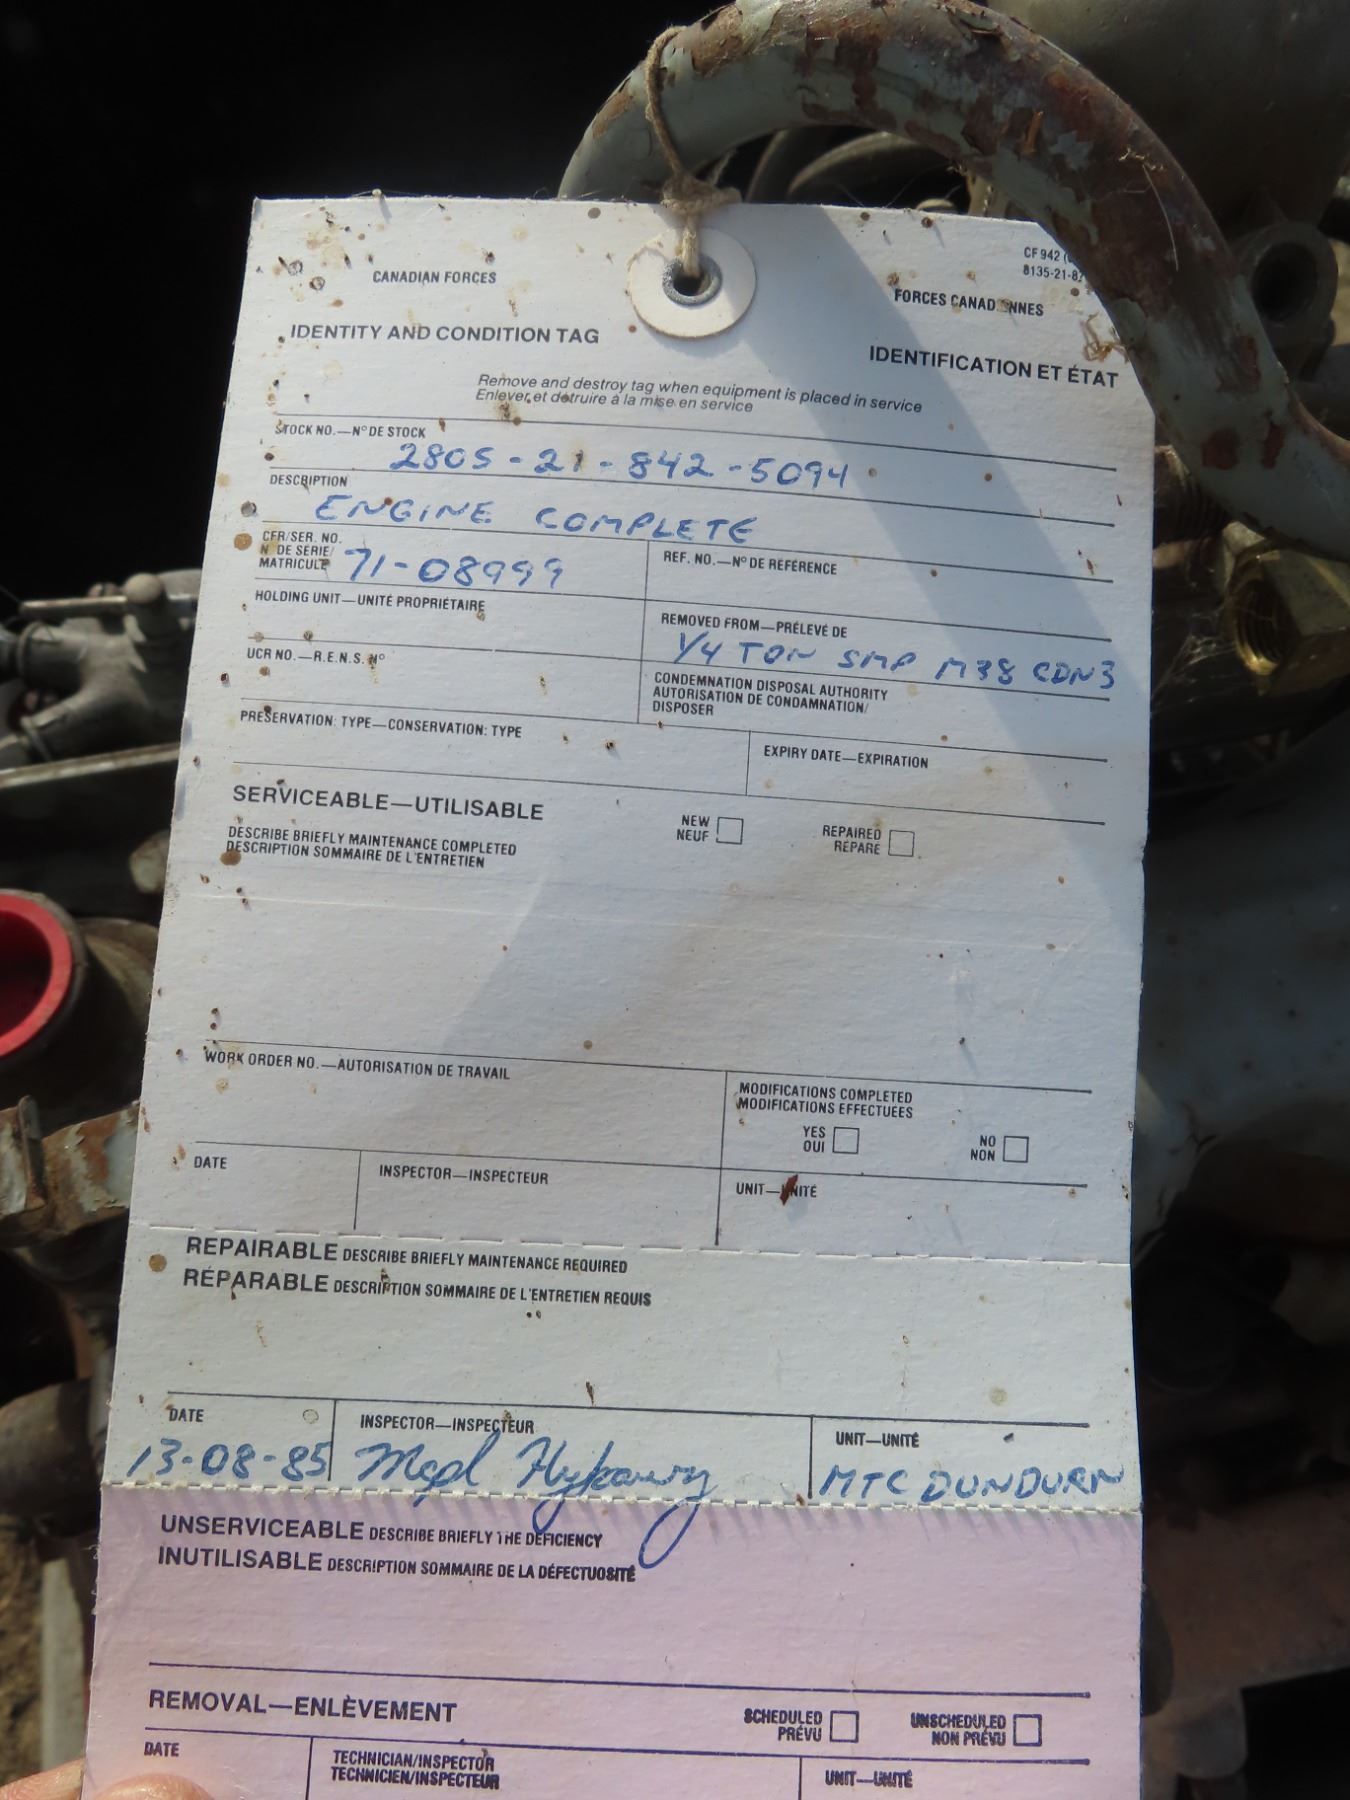 CF 942
8135-21-87
CANADIAN FORCES
FORCES CANADIENNES
IDENTITY AND CONDITION TAG
IDENTIFICATION ET ÉTAT
Remove and destroy tag when equipment is placed in service
Enlever et détruire à la mise en service
STOCK NO.—Nº DE STOCK
2805-21-842-5094
DESCRIPTION
ENGINE COMPLETE
CFR/SER. NO.
Nº DE SÉRIE/
MATRICULE
71-08999
REF. NO.—Nº DE RÉFÉRENCE
HOLDING UNIT—UNITÉ PROPRIÉTAIRE
REMOVED FROM—PRÉLEVÉ DE
1/4 TON SMP M38 CDN3
UCR NO.—R.E.N.S. Nº
CONDEMNATION DISPOSAL AUTHORITY
AUTORISATION DE CONDAMNATION/
DISPOSER
PRESERVATION: TYPE—CONSERVATION: TYPE
EXPIRY DATE—EXPIRATION
SERVICEABLE—UTILISABLE
NEW
NEUF
REPAIRED
RÉPARÉ
DESCRIBE BRIEFLY MAINTENANCE COMPLETED
DESCRIPTION SOMMAIRE DE L'ENTRETIEN
WORK ORDER NO.—AUTORISATION DE TRAVAIL
MODIFICATIONS COMPLETED
MODIFICATIONS EFFECTUÉES
YES
OUI
NO
NON
DATE
INSPECTOR—INSPECTEUR
UNIT—UNITÉ
REPAIRABLE DESCRIBE BRIEFLY MAINTENANCE REQUIRED
RÉPARABLE DESCRIPTION SOMMAIRE DE L'ENTRETIEN REQUIS
DATE
INSPECTOR—INSPECTEUR
UNIT—UNITÉ
13-08-85
Mcpl
MTC DUNDURN
UNSERVICEABLE DESCRIBE BRIEFLY THE DEFICIENCY
INUTILISABLE DESCRIPTION SOMMAIRE DE LA DÉFECTUOSITÉ
REMOVAL—ENLÈVEMENT
SCHEDULED
PRÉVU
UNSCHEDULED
NON PRÉVU
DATE
TECHNICIAN/INSPECTOR
TECHNICIEN/INSPECTEUR
UNIT—UNITÉ